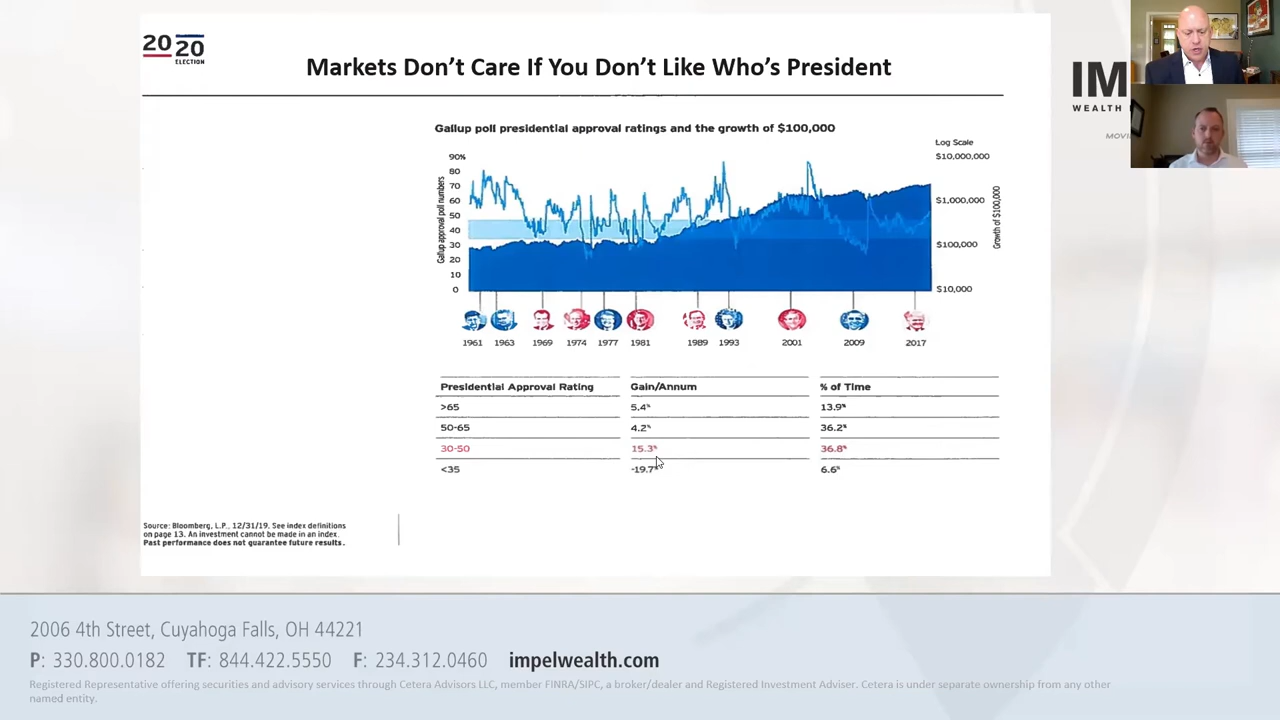 2020
ELECTION
Markets Don't Care If You Don't Like Who's President
IM
WEALTH
MOVI
Gallup poll presidential approval ratings and the growth of $100,000
Log Scale
90%
80
70
60
50
40
30
20
10
0
Gallup approval poll numbers
$10,000,000
$1,000,000
$100,000
$10,000
Growth of $100,000
1961 1963 1969 1974 1977 1981 1989 1993 2001 2009 2017
Presidential Approval Rating Gain/Annum % of Time
>65 5.4% 13.9%
50-65 4.2% 36.2%
30-50 15.3% 36.8%
<35 -19.7% 6.6%
Source: Bloomberg, L.P., 12/31/19. See index definitions
on page 13. An investment cannot be made in an index.
Past performance does not guarantee future results.
2006 4th Street, Cuyahoga Falls, OH 44221
P: 330.800.0182 TF: 844.422.5550 F: 234.312.0460 impelwealth.com
Registered Representative offering securities and advisory services through Cetera Advisors LLC, member FINRA/SIPC, a broker/dealer and Registered Investment Adviser. Cetera is under separate ownership from any other
named entity.